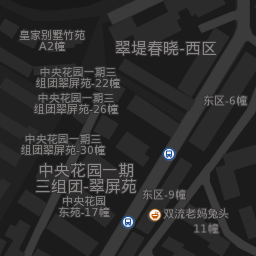 皇家别墅竹苑
A2幢
翠堤春晓-西区
中央花园一期三
组团翠屏苑-22幢
中央花园一期三
组团翠屏苑-26幢
东区-6幢
中央花园一期三
组团翠屏苑-30幢
中央花园一期
三组团-翠屏苑
东区-9幢
中央花园
东苑-17幢
双流老妈兔头
11幢